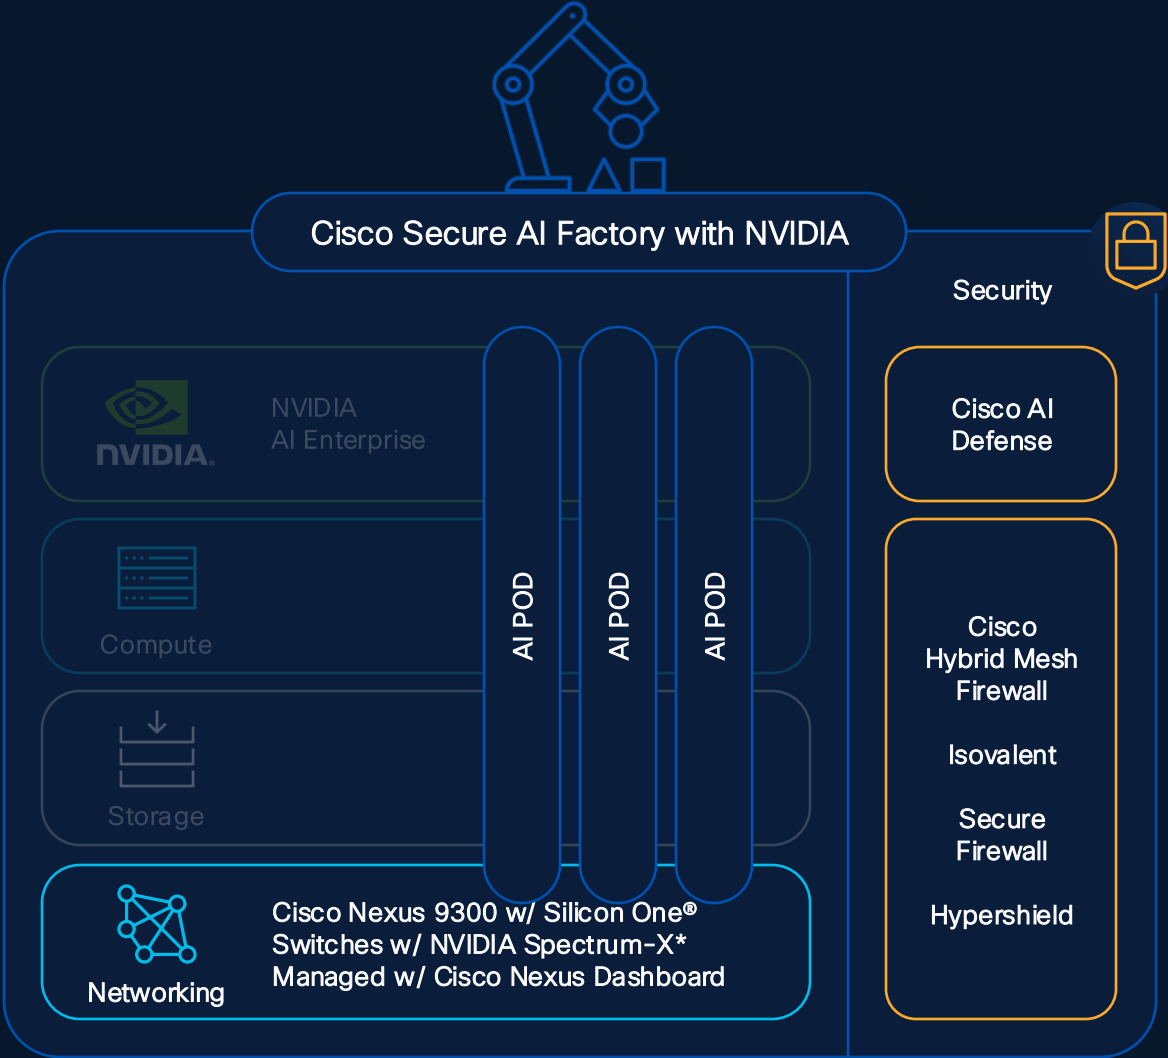 Cisco Secure AI Factory with NVIDIA
Security
NVIDIA®
NVIDIA
AI Enterprise
Compute
Storage
AI POD
AI POD
AI POD
Networking
Cisco Nexus 9300 w/ Silicon One®
Switches w/ NVIDIA Spectrum-X*
Managed w/ Cisco Nexus Dashboard
Cisco AI
Defense
Cisco
Hybrid Mesh
Firewall
Isovalent
Secure
Firewall
Hypershield